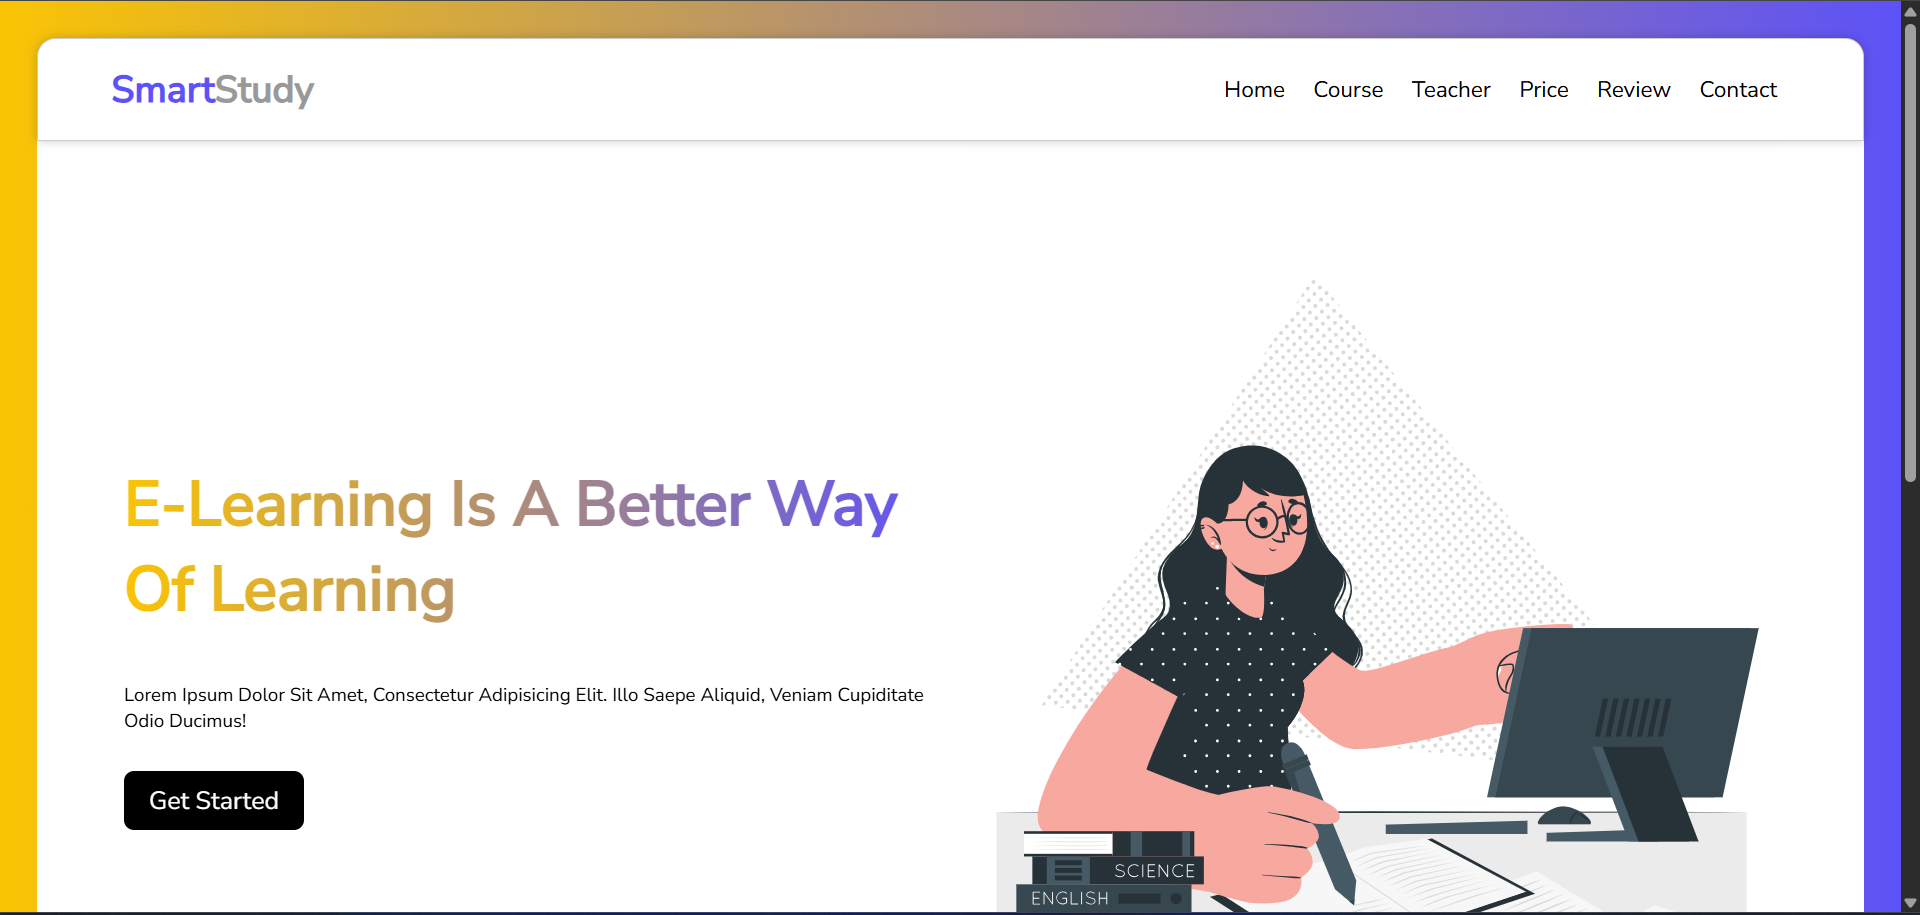 SmartStudy
Home Course Teacher Price Review Contact
E-Learning Is A Better Way
Of Learning
Lorem Ipsum Dolor Sit Amet, Consectetur Adipisicing Elit. Illo Saepe Aliquid, Veniam Cupiditate
Odio Ducimus!
Get Started
SCIENCE
ENGLISH